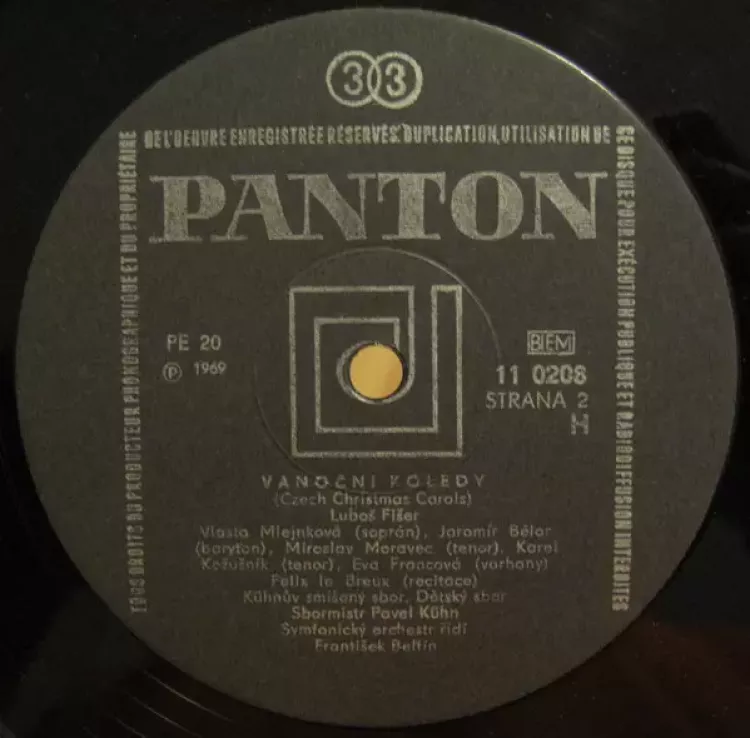 33
TOUS DROITS DU PRODUCTEUR PHONOGRAPHIQUE ET DU PROPRIÉTAIRE
DE L'OEUVRE ENREGISTRÉE RÉSERVÉS. DUPLICATION, UTILISATION DE
CE DISQUE POUR EXÉCUTION PUBLIQUE ET RADIODIFFUSION INTERDITES
PANTON
PE 20
Ⓟ 1969
BIEM
11 0208
STRANA 2
H
VÁNOČNÍ KOLEDY
(Czech Christmas Carols)
Luboš Fišer
Vlasta Mlejnková (soprán), Jaromír Bělor
(baryton), Miroslav Moravec (tenor), Karel
Kožušník (tenor), Eva Francová (varhany)
Felix le Breux (recitace)
Kühnův smíšený sbor, Dětský sbor
Sbormistr Pavel Kühn
Symfonický orchestr řídí
František Belfín